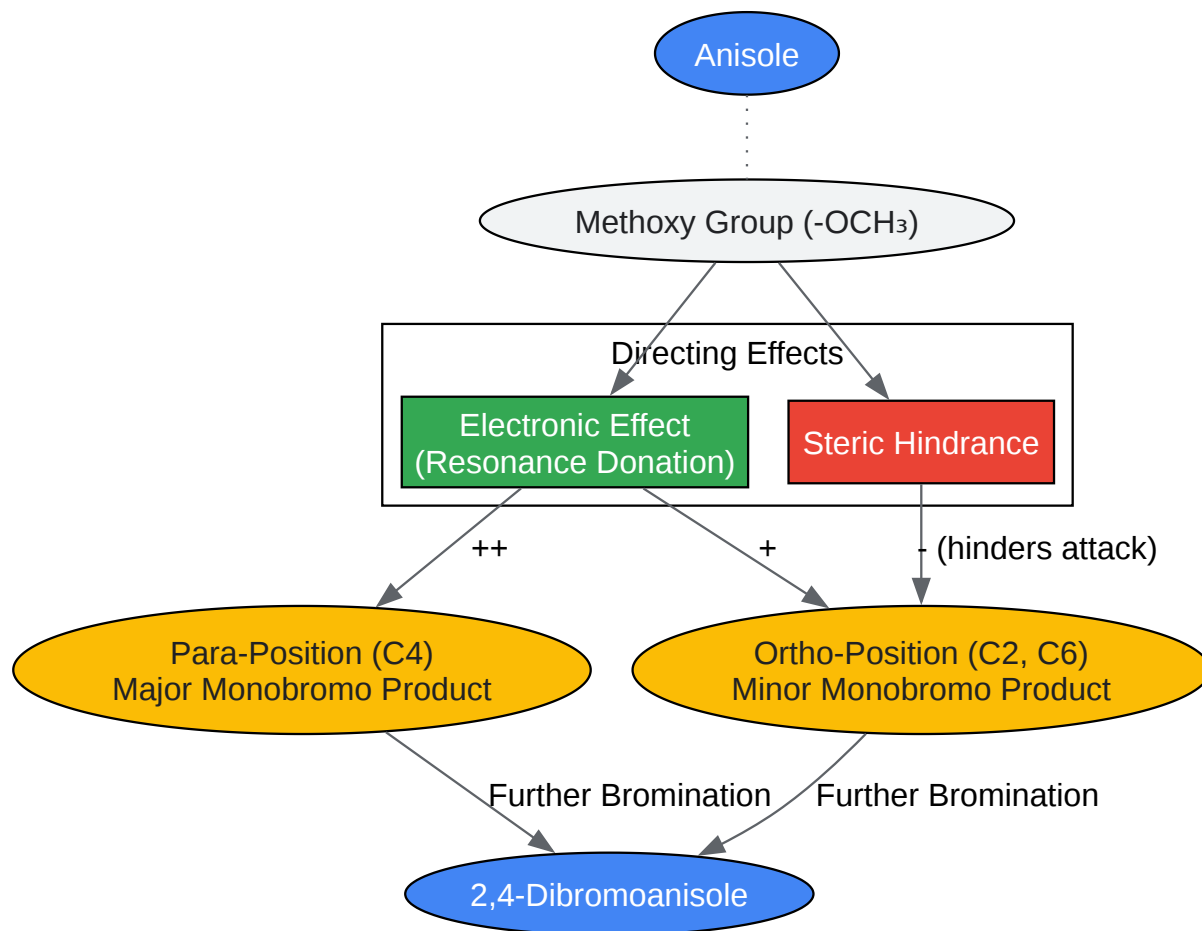 Anisole
Methoxy Group (-OCH₃)
Directing Effects
Electronic Effect
(Resonance Donation)
Steric Hindrance
++
+
- (hinders attack)
Para-Position (C4)
Major Monobromo Product
Ortho-Position (C2, C6)
Minor Monobromo Product
Further Bromination
Further Bromination
2,4-Dibromoanisole